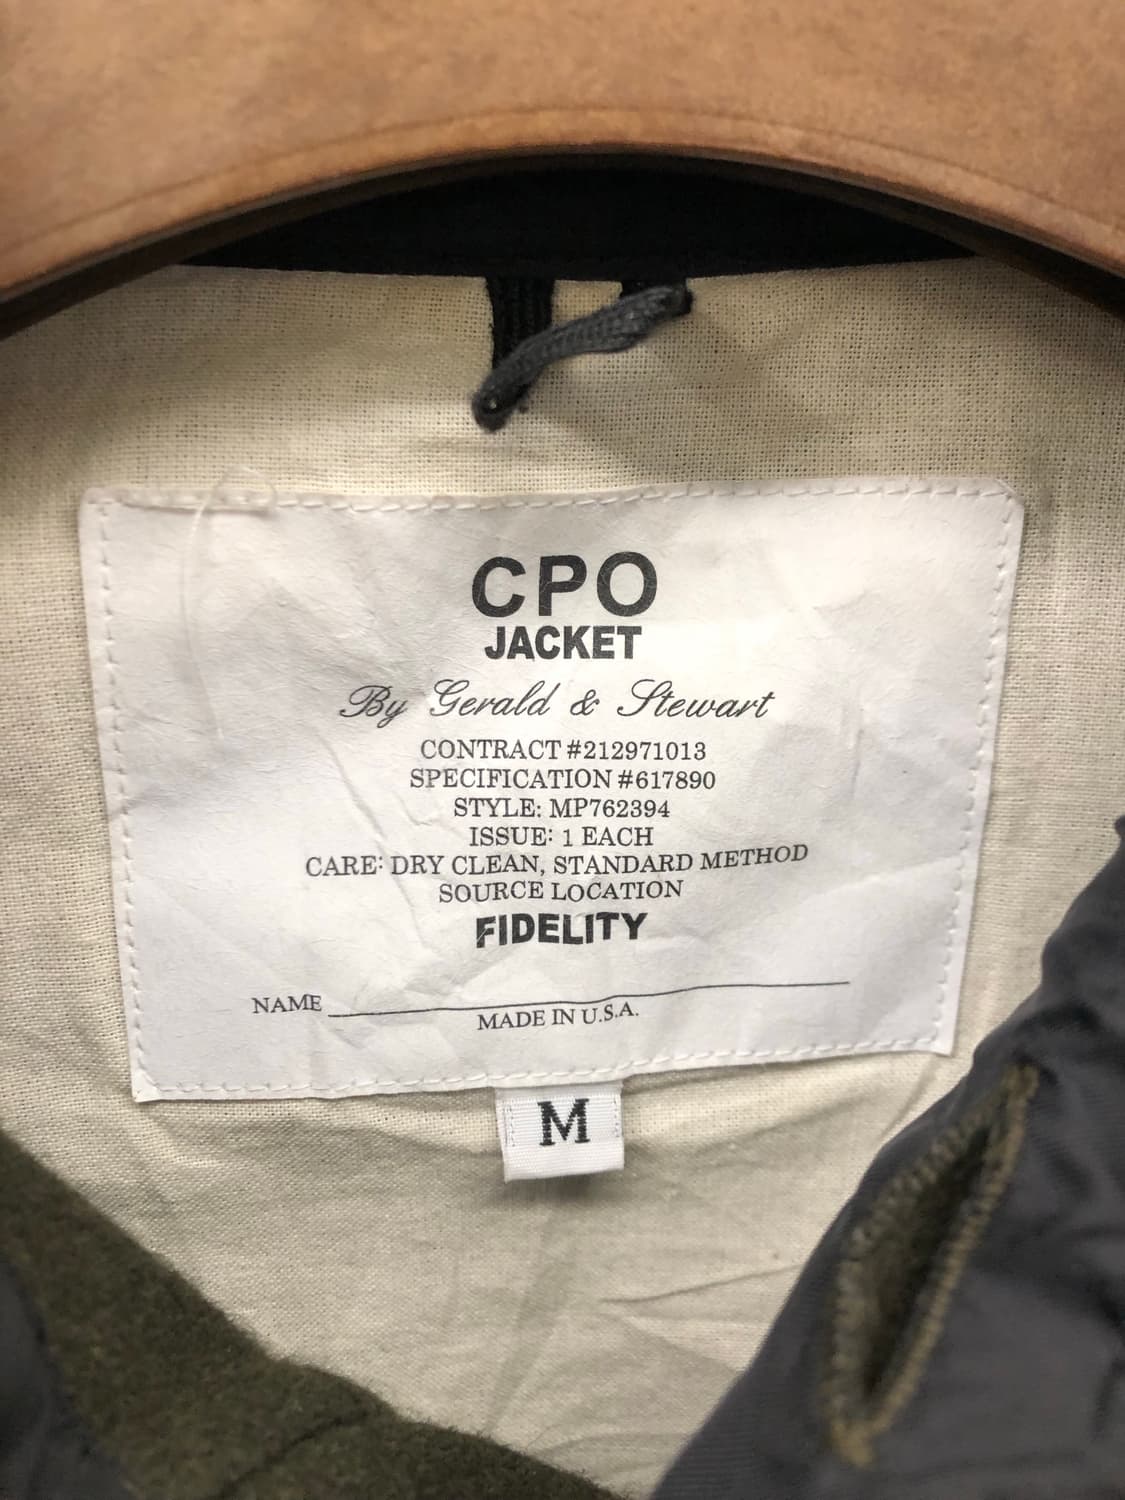 CPO
JACKET
By Gerald & Stewart
CONTRACT #212971013
SPECIFICATION #617890
STYLE: MP762394
ISSUE: 1 EACH
CARE: DRY CLEAN, STANDARD METHOD
SOURCE LOCATION
FIDELITY
NAME
MADE IN U.S.A.
M